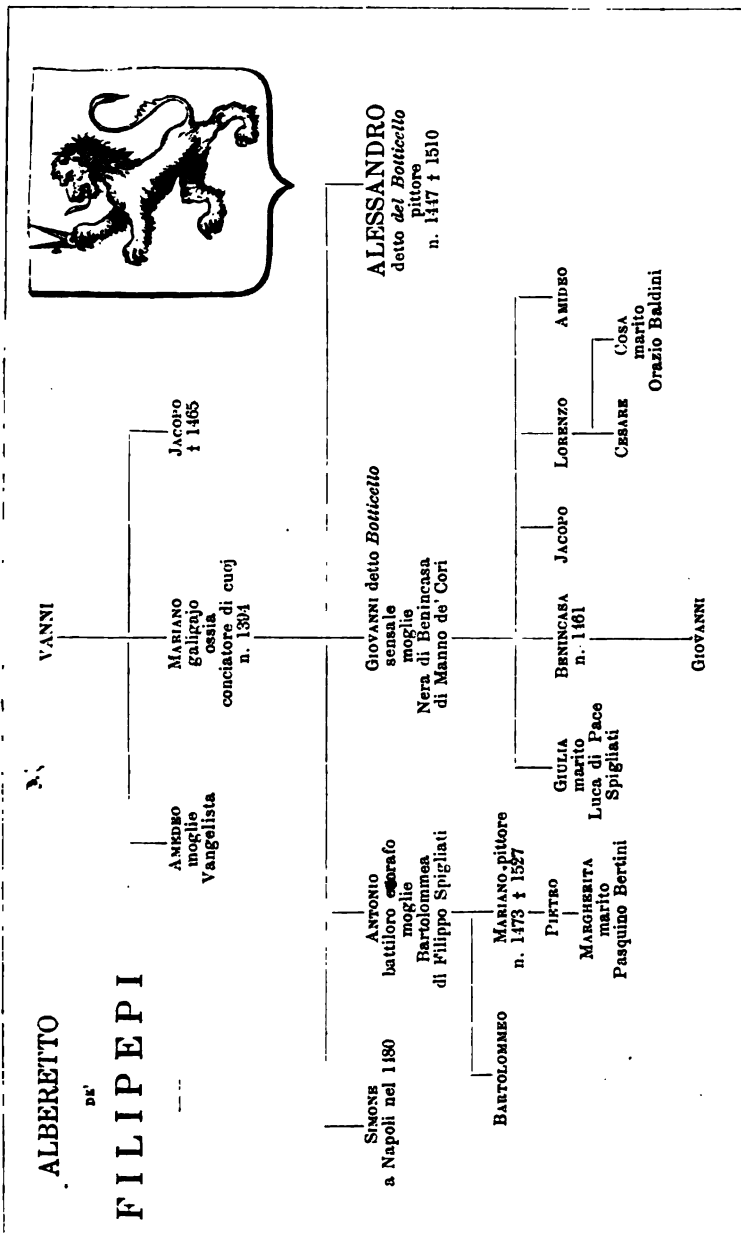 ALBERETTO
DE'
FILIPEPI
VANNI
AMEDEO
moglie
Vangelista
MARIANO
galigajo
ossia
conciatore di cuoj
n. 1394
JACOPO
† 1465
SIMONE
a Napoli nel 1480
ANTONIO
battiloro e orafo
moglie
Bartolommea
di Filippo Spigliati
GIOVANNI detto Botticello
sensale
moglie
Nera di Benincasa
di Manno de' Cori
ALESSANDRO
detto del Botticello
pittore
n. 1447 † 1510
BARTOLOMMEO
MARIANO, pittore
n. 1473 † 1527
PIETRO
MARGHERITA
marito
Pasquino Bertini
GIULIA
marito
Luca di Pace
Spigliati
BENINCASA
n. 1461
JACOPO
LORENZO
AMIDEO
CESARE
COSA
marito
Orazio Baldini
GIOVANNI